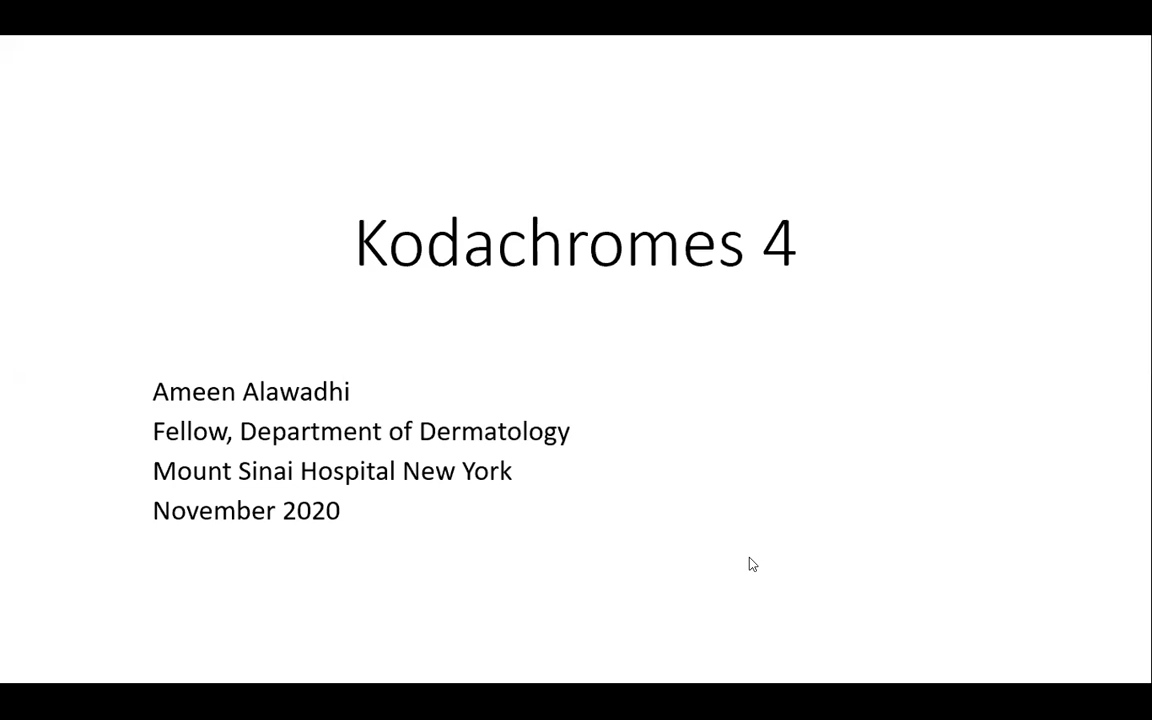 Kodachromes 4
Ameen Alawadhi
Fellow, Department of Dermatology
Mount Sinai Hospital New York
November 2020